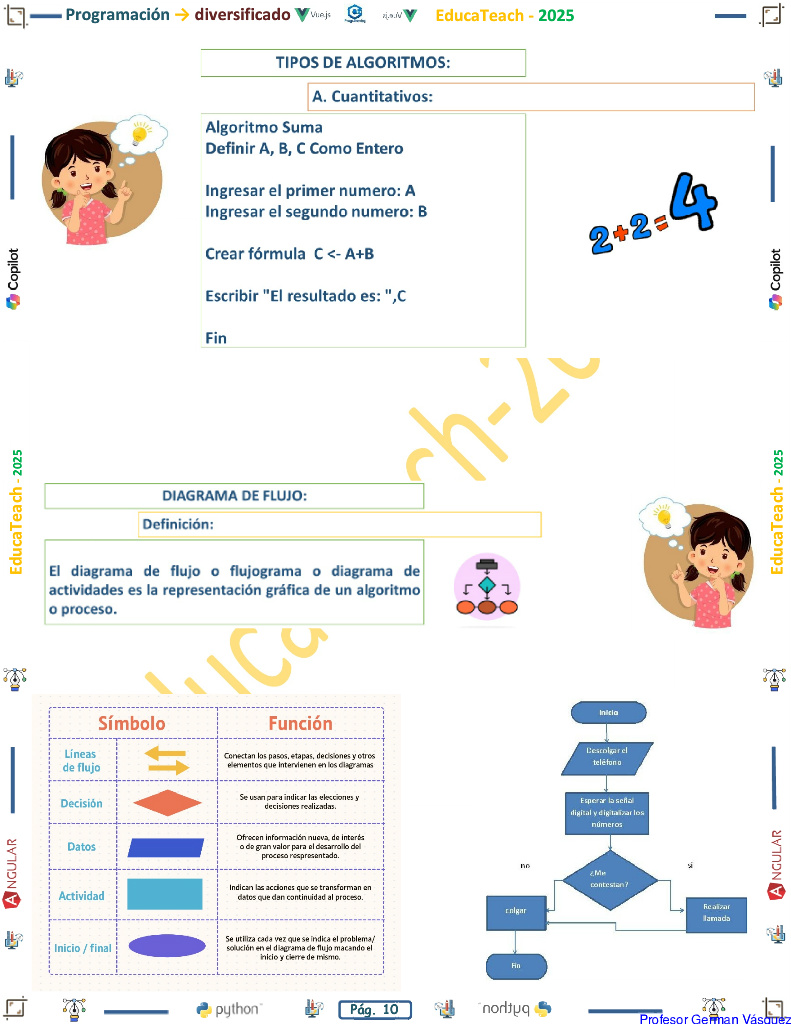 Programación → diversificado Vue.js Programming Vue.js EducaTeach - 2025
TIPOS DE ALGORITMOS:
A. Cuantitativos:
Algoritmo Suma
Definir A, B, C Como Entero
Ingresar el primer numero: A
Ingresar el segundo numero: B
Crear fórmula C <- A+B
Escribir "El resultado es: ",C
Fin
2+2=4
Copilot
Copilot
EducaTeach - 2025
EducaTeach - 2025
DIAGRAMA DE FLUJO:
Definición:
El diagrama de flujo o flujograma o diagrama de
actividades es la representación gráfica de un algoritmo
o proceso.
Símbolo Función
Líneas
de flujo
Conectan los pasos, etapas, decisiones y otros
elementos que intervienen en los diagramas
Decisión
Se usan para indicar las elecciones y
decisiones realizadas.
Datos
Ofrecen información nueva, de interés
o de gran valor para el desarrollo del
proceso respresentado.
Actividad
Indican las acciones que se transforman en
datos que dan continuidad al proceso.
Inicio / final
Se utiliza cada vez que se indica el problema/
solución en el diagrama de flujo macando el
inicio y cierre de mismo.
Inicio
Descolgar el
teléfono
Esperar la señal
digital y digitalizar los
números
no
¿Me
contestan?
si
colgar
Realizar
llamada
Fin
ANGULAR
ANGULAR
python
Pág. 10
python
Profesor German Vásquez